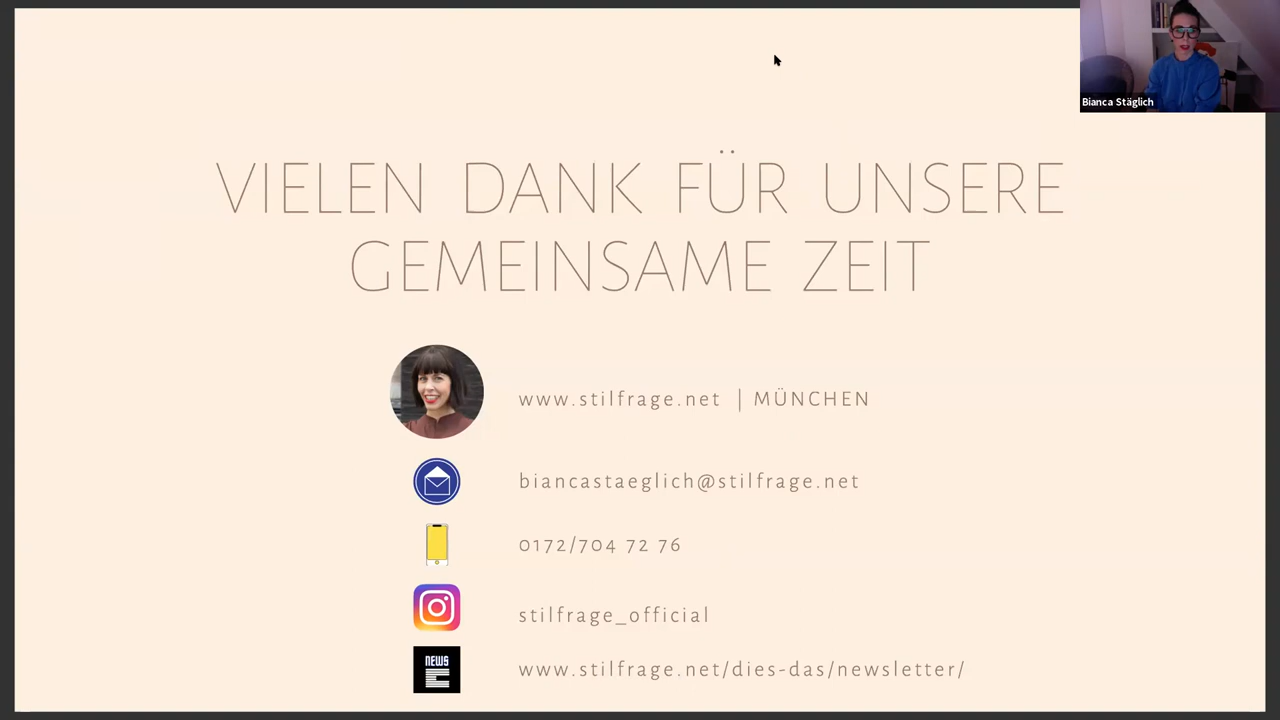 Bianca Stäglich
VIELEN DANK FÜR UNSERE
GEMEINSAME ZEIT
www.stilfrage.net | MÜNCHEN
biancastaeglich@stilfrage.net
0172/704 72 76
stilfrage_official
NEWS
www.stilfrage.net/dies-das/newsletter/